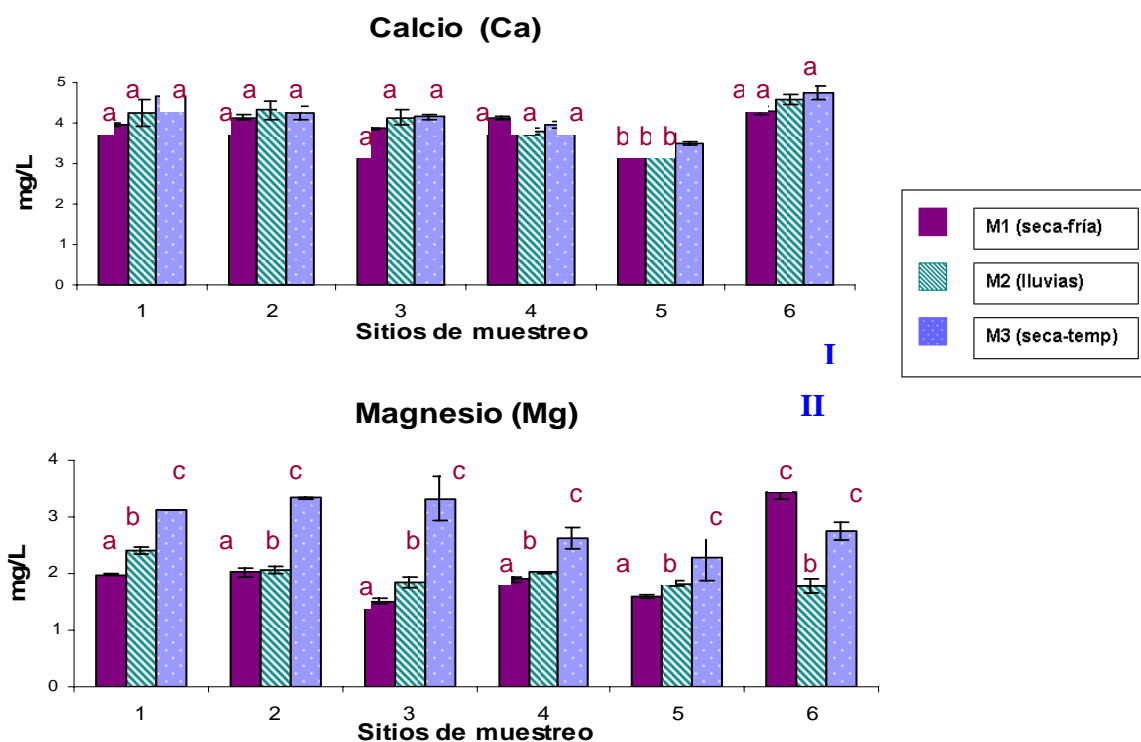 Calcio (Ca)
mg/L
5
4
3
2
1
0
a a a
a a a
a a a
a a a
b b b
a a a
1 2 3 4 5 6
Sitios de muestreo
M1 (seca-fría)
M2 (lluvias)
M3 (seca-temp)
I
II
Magnesio (Mg)
mg/L
4
3
2
1
0
a b c
a b c
a b c
a b c
a b c
c b c
1 2 3 4 5 6
Sitios de muestreo